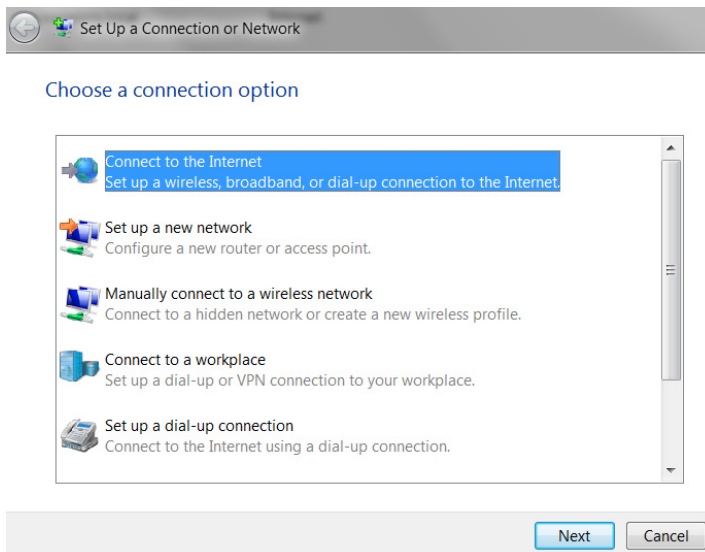 Set Up a Connection or Network
Choose a connection option
Connect to the Internet
Set up a wireless, broadband, or dial-up connection to the Internet.
Set up a new network
Configure a new router or access point.
Manually connect to a wireless network
Connect to a hidden network or create a new wireless profile.
Connect to a workplace
Set up a dial-up or VPN connection to your workplace.
Set up a dial-up connection
Connect to the Internet using a dial-up connection.
Next Cancel